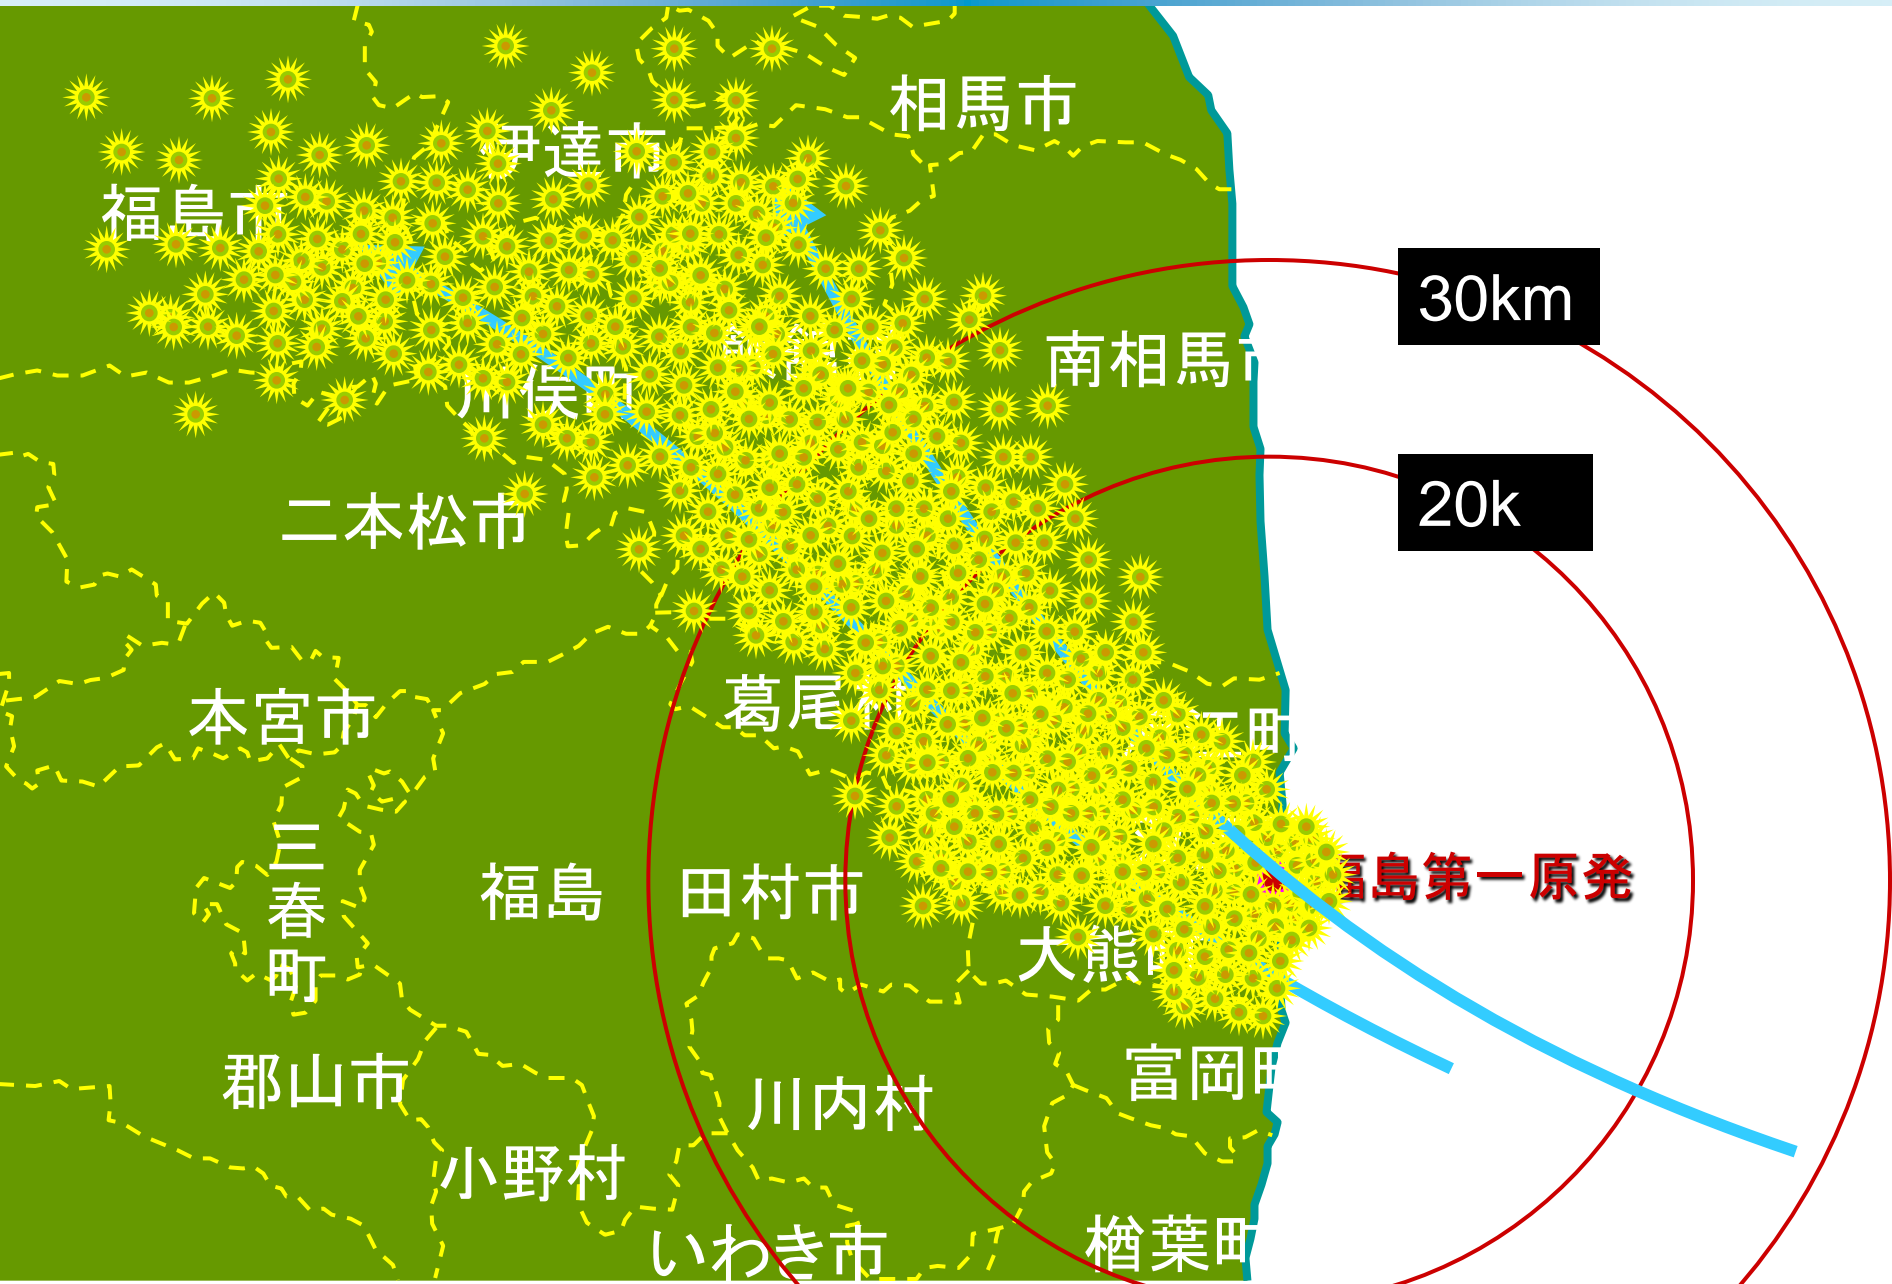 相馬市
伊達市
福島市
30km
南相馬市
川俣町
20k
二本松市
葛尾村
本宮市
江町
三春町
福島
田村市
福島第一原発
大熊町
郡山市
富岡町
川内村
小野村
いわき市
楢葉町